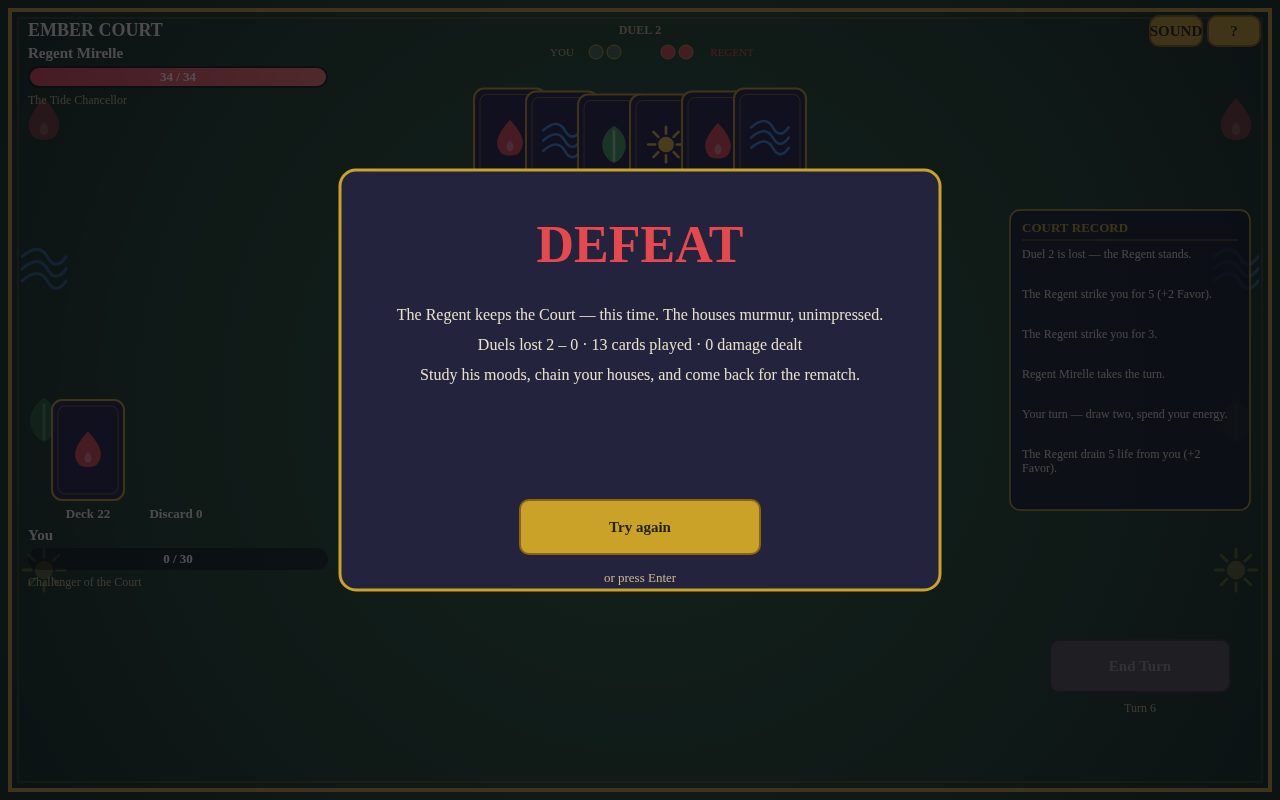 EMBER COURT
Regent Mirelle
34 / 34
The Tide Chancellor
DUEL 2
YOU
REGENT
SOUND
?
DEFEAT
The Regent keeps the Court — this time. The houses murmur, unimpressed.
Duels lost 2 – 0 · 13 cards played · 0 damage dealt
Study his moods, chain your houses, and come back for the rematch.
Try again
or press Enter
COURT RECORD
Duel 2 is lost — the Regent stands.
The Regent strike you for 5 (+2 Favor).
The Regent strike you for 3.
Regent Mirelle takes the turn.
Your turn — draw two, spend your energy.
The Regent drain 5 life from you (+2
Favor).
Deck 22
Discard 0
You
0 / 30
Challenger of the Court
End Turn
Turn 6